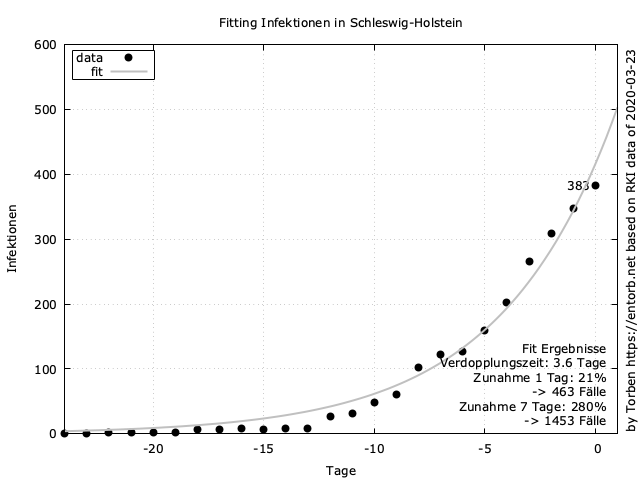 Fitting Infektionen in Schleswig-Holstein
600
500
400
300
200
100
0
-20
-15
-10
-5
0
Infektionen
Tage
data
fit
383
Fit Ergebnisse
Verdopplungszeit: 3.6 Tage
Zunahme 1 Tag: 21%
-> 463 Fälle
Zunahme 7 Tage: 280%
-> 1453 Fälle
by Torben https://entorb.net based on RKI data of 2020-03-23